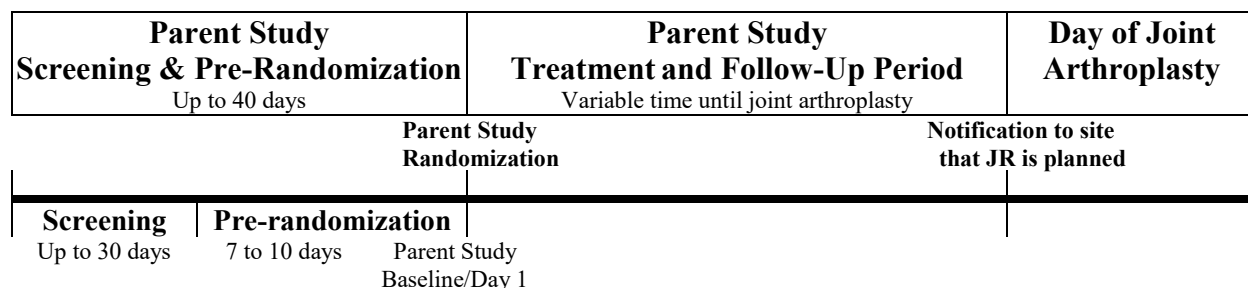 Parent Study
Screening & Pre-Randomization
Up to 40 days
Parent Study
Treatment and Follow-Up Period
Variable time until joint arthroplasty
Day of Joint
Arthroplasty
Parent Study
Randomization
Notification to site
that JR is planned
Screening
Up to 30 days
Pre-randomization
7 to 10 days
Parent Study
Baseline/Day 1